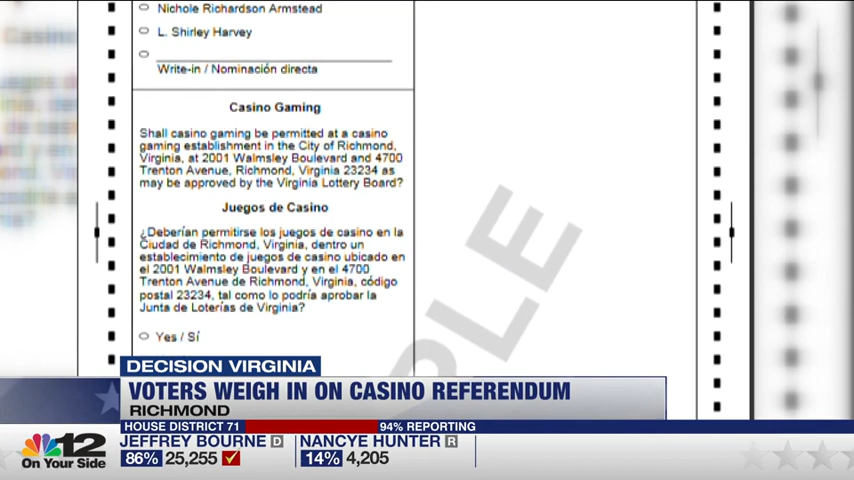 Nichole Richardson Armstead
L. Shirley Harvey
Write-in / Nominación directa
Casino Gaming
Shall casino gaming be permitted at a casino
gaming establishment in the City of Richmond,
Virginia, at 2001 Walmsley Boulevard and 4700
Trenton Avenue, Richmond, Virginia 23234 as
may be approved by the Virginia Lottery Board?
Juegos de Casino
¿Deberían permitirse los juegos de casino en la
Ciudad de Richmond, Virginia, dentro un
establecimiento de juegos de casino ubicado en
el 2001 Walmsley Boulevard y en el 4700
Trenton Avenue de Richmond, Virginia, código
postal 23234, tal como lo podría aprobar la
Junta de Loterías de Virginia?
Yes / Sí
PLE
DECISION VIRGINIA
VOTERS WEIGH IN ON CASINO REFERENDUM
RICHMOND
HOUSE DISTRICT 71 94% REPORTING
JEFFREY BOURNE D NANCYE HUNTER R
86% 25,255 14% 4,205
12
On Your Side